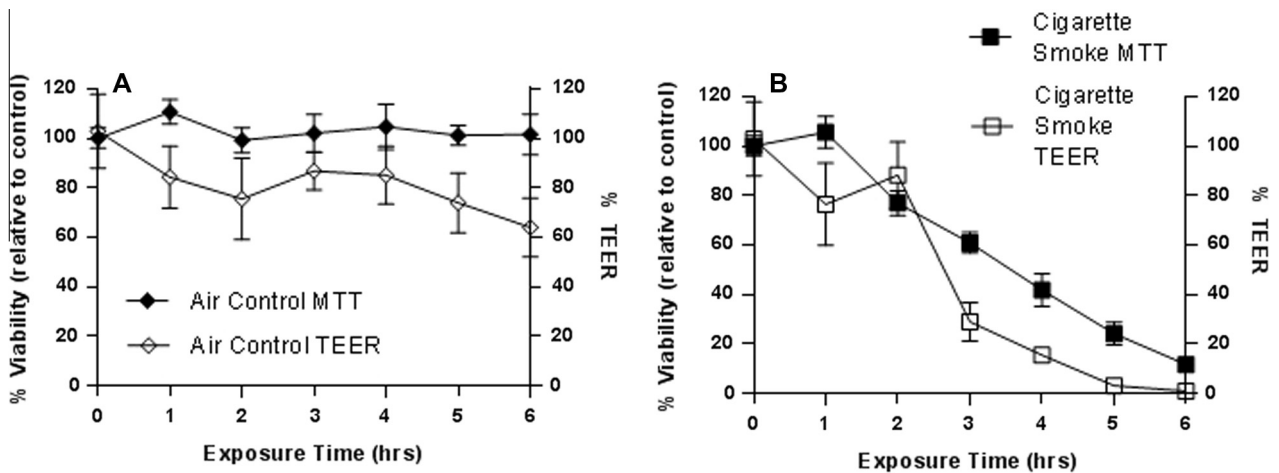 A
% Viability (relative to control)
120
100
80
60
40
20
0
120
100
80
60
40
20
0
% TEER
Air Control MTT
Air Control TEER
0 1 2 3 4 5 6
Exposure Time (hrs)
B
Cigarette
Smoke MTT
Cigarette
Smoke
TEER
% Viability (relative to control)
120
100
80
60
40
20
0
120
100
80
60
40
20
0
% TEER
0 1 2 3 4 5 6
Exposure Time (hrs)